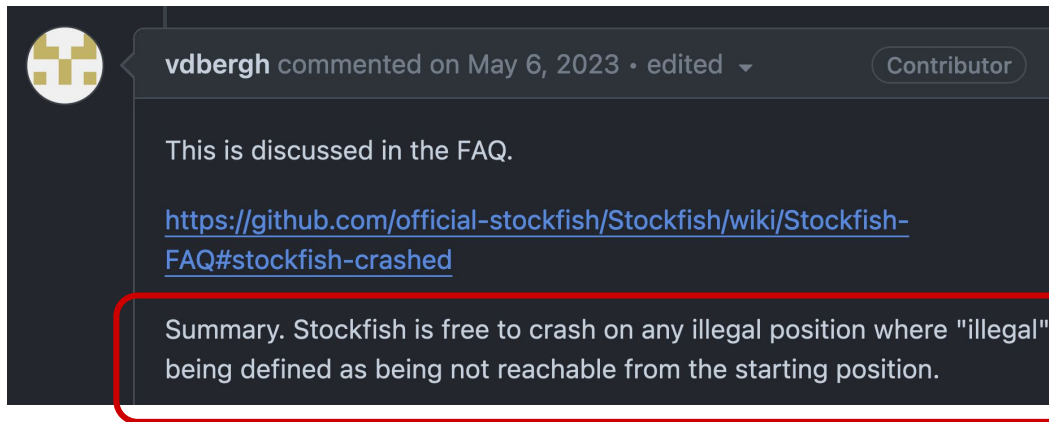 vdbergh commented on May 6, 2023 • edited
Contributor
This is discussed in the FAQ.
https://github.com/official-stockfish/Stockfish/wiki/Stockfish-
FAQ#stockfish-crashed
Summary. Stockfish is free to crash on any illegal position where "illegal"
being defined as being not reachable from the starting position.